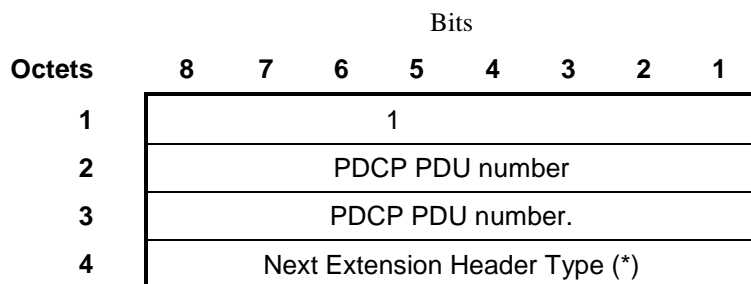 Bits
Octets 8 7 6 5 4 3 2 1
1 1
2 PDCP PDU number
3 PDCP PDU number.
4 Next Extension Header Type (*)